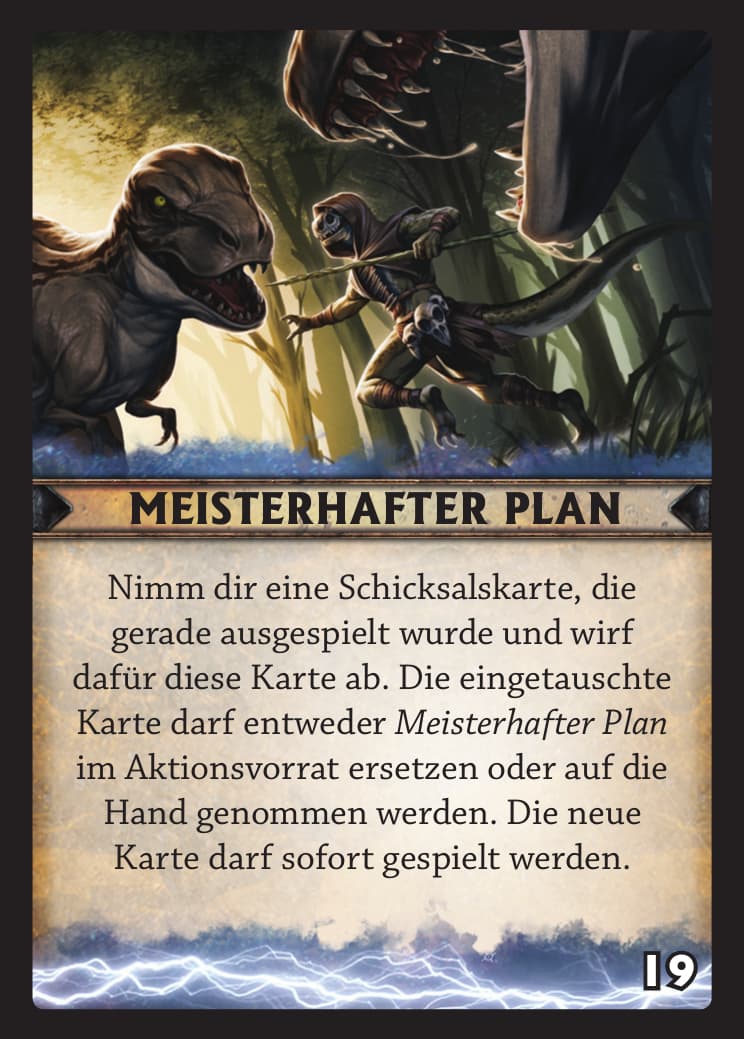 MEISTERHAFTER PLAN
Nimm dir eine Schicksalskarte, die
gerade ausgespielt wurde und wirf
dafür diese Karte ab. Die eingetauschte
Karte darf entweder Meisterhafter Plan
im Aktionsvorrat ersetzen oder auf die
Hand genommen werden. Die neue
Karte darf sofort gespielt werden.
19